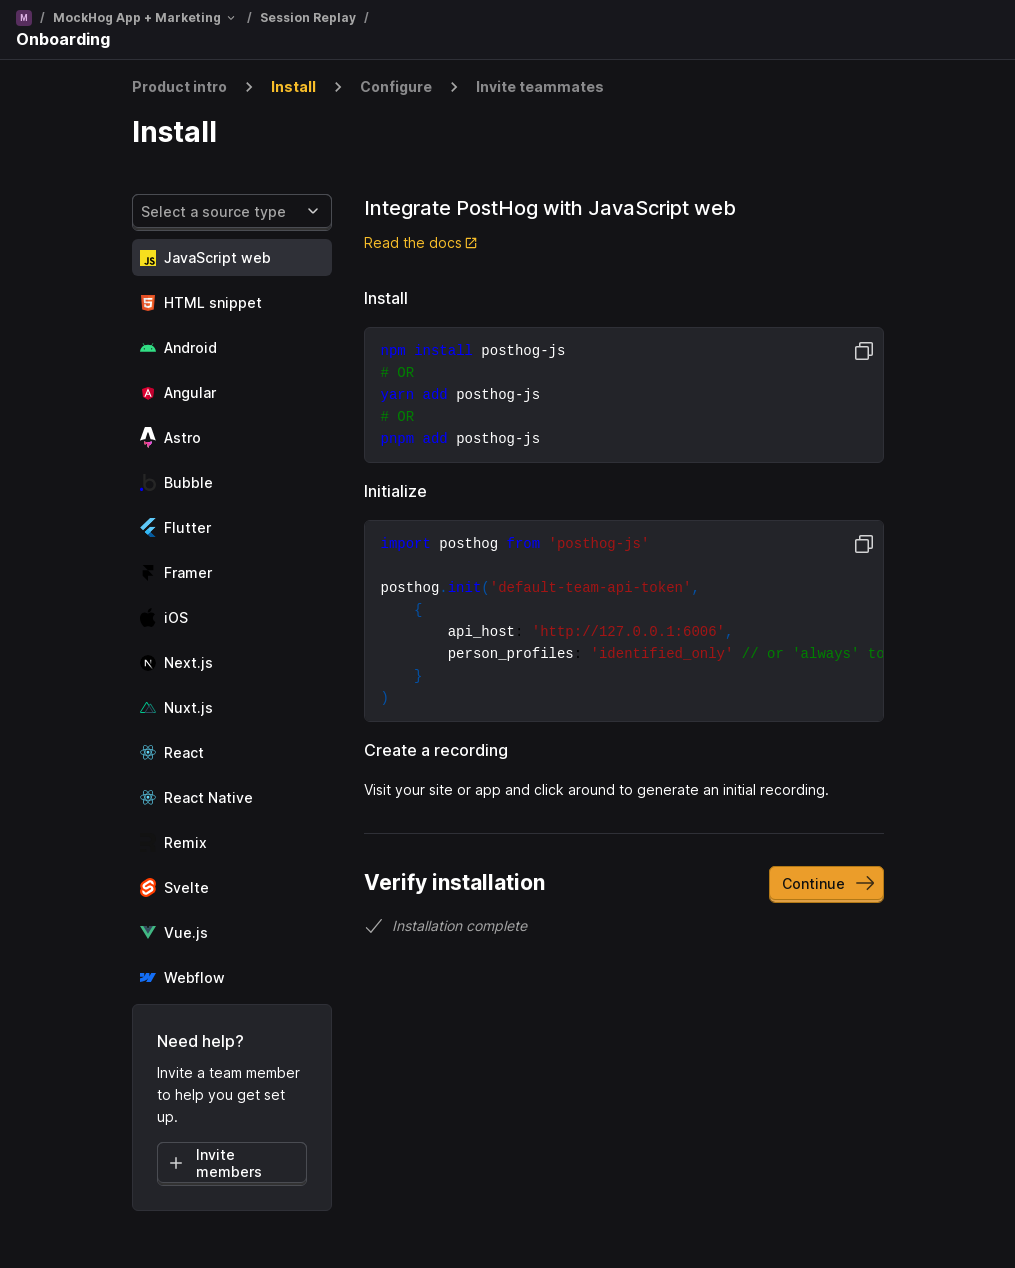 M / MockHog App + Marketing / Session Replay /
Onboarding
Product intro > Install > Configure > Invite teammates
Install
Select a source type
JavaScript web
HTML snippet
Android
Angular
Astro
Bubble
Flutter
Framer
iOS
Next.js
Nuxt.js
React
React Native
Remix
Svelte
Vue.js
Webflow
Need help?
Invite a team member
to help you get set
up.
Invite
members
Integrate PostHog with JavaScript web
Read the docs
Install
npm install posthog-js
# OR
yarn add posthog-js
# OR
pnpm add posthog-js
Initialize
import posthog from 'posthog-js'
posthog.init('default-team-api-token',
{
api_host: 'http://127.0.0.1:6006',
person_profiles: 'identified_only' // or 'always' to
}
)
Create a recording
Visit your site or app and click around to generate an initial recording.
Verify installation
Continue
Installation complete